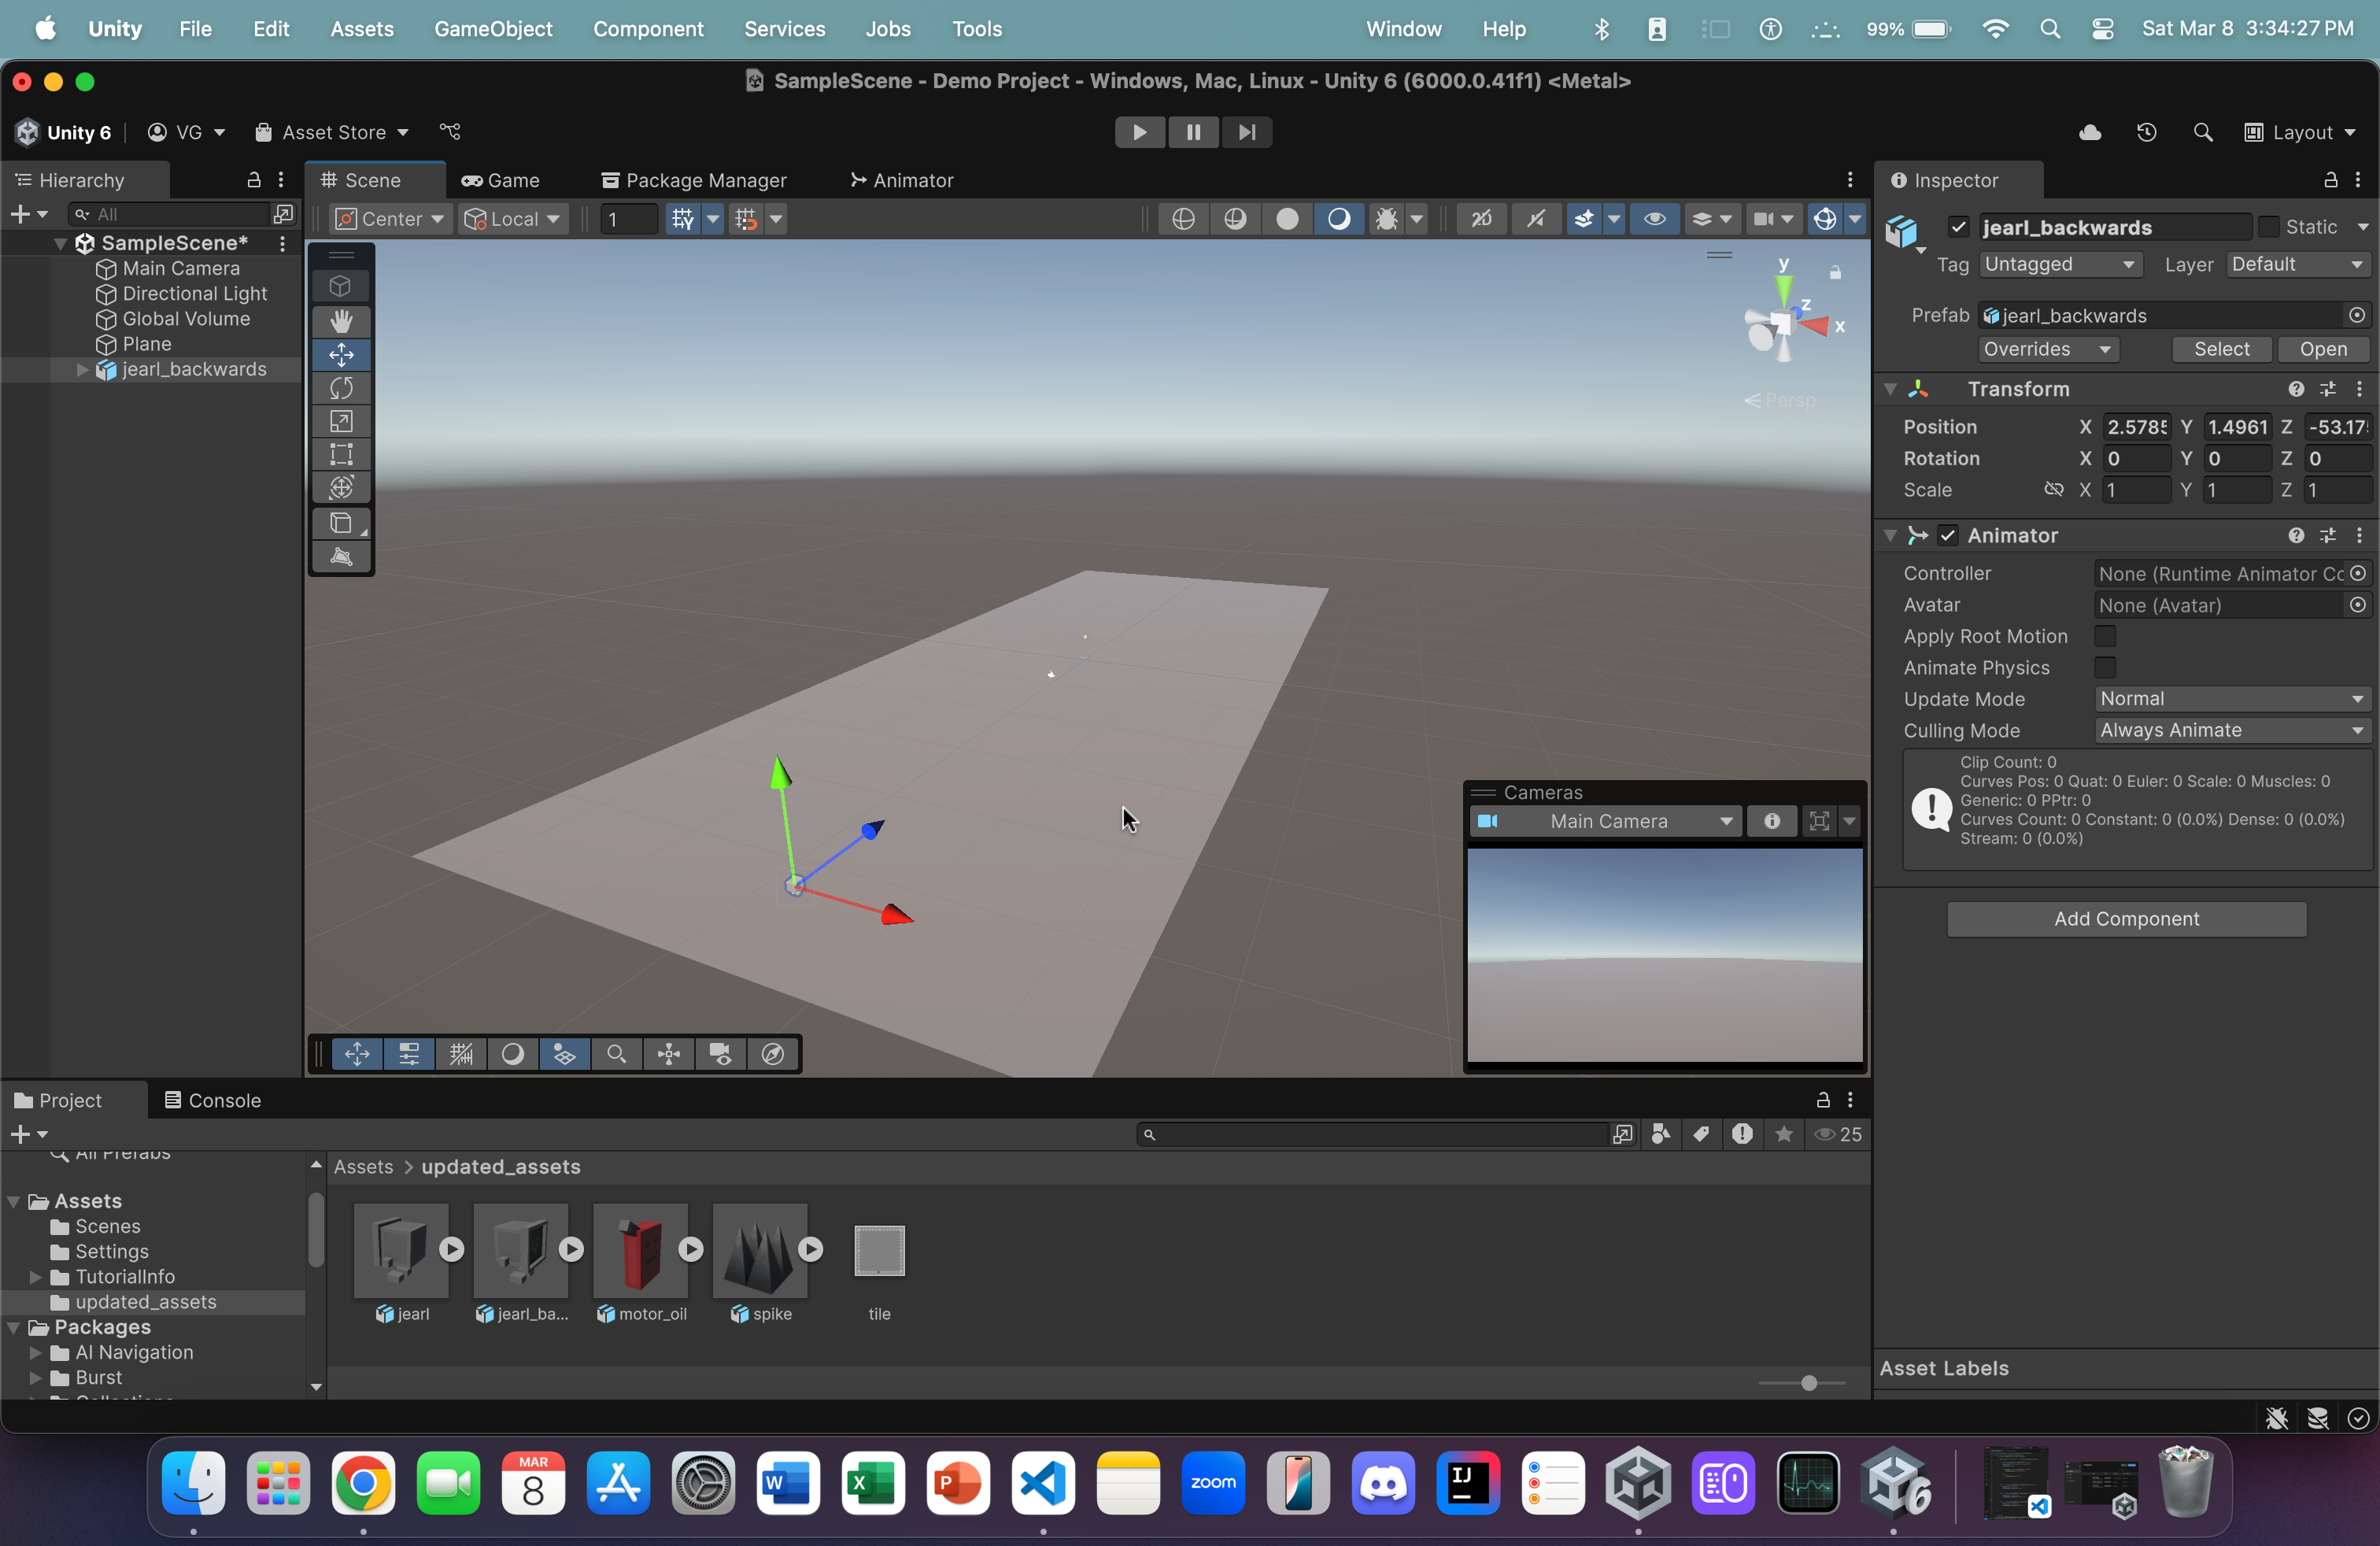 Unity File Edit Assets GameObject Component Services Jobs Tools Window Help 99% Sat Mar 8 3:34:27 PM
SampleScene - Demo Project - Windows, Mac, Linux - Unity 6 (6000.0.41f1) <Metal>
Unity 6 VG Asset Store Layout
Hierarchy
All
SampleScene*
Main Camera
Directional Light
Global Volume
Plane
jearl_backwards
Scene Game Package Manager Animator
Center Local 1 2D
y
z
x
Persp
Cameras
Main Camera
Inspector
jearl_backwards Static
Tag Untagged Layer Default
Prefab jearl_backwards
Overrides Select Open
Transform
Position X 2.578 Y 1.4961 Z -53.17
Rotation X 0 Y 0 Z 0
Scale X 1 Y 1 Z 1
Animator
Controller None (Runtime Animator Co
Avatar None (Avatar)
Apply Root Motion
Animate Physics
Update Mode Normal
Culling Mode Always Animate
Clip Count: 0
Curves Pos: 0 Quat: 0 Euler: 0 Scale: 0 Muscles: 0
Generic: 0 PPtr: 0
Curves Count: 0 Constant: 0 (0.0%) Dense: 0 (0.0%)
Stream: 0 (0.0%)
Add Component
Asset Labels
Project Console
25
All Prefabs
Assets
Scenes
Settings
TutorialInfo
updated_assets
Packages
AI Navigation
Burst
Assets > updated_assets
jearl jearl_ba... motor_oil spike tile
MAR
8
W X P zoom IJ 6